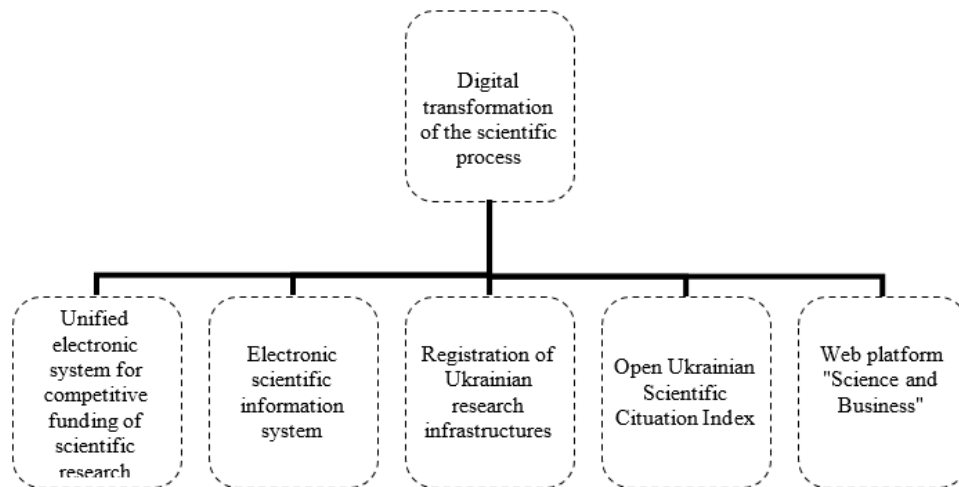 Digital
transformation
of the scientific
process
Unified
electronic
system for
competitive
funding of
scientific
research
Electronic
scientific
information
system
Registration of
Ukrainian
research
infrastructures
Open Ukrainian
Scientific
Cituation Index
Web platform
"Science and
Business"